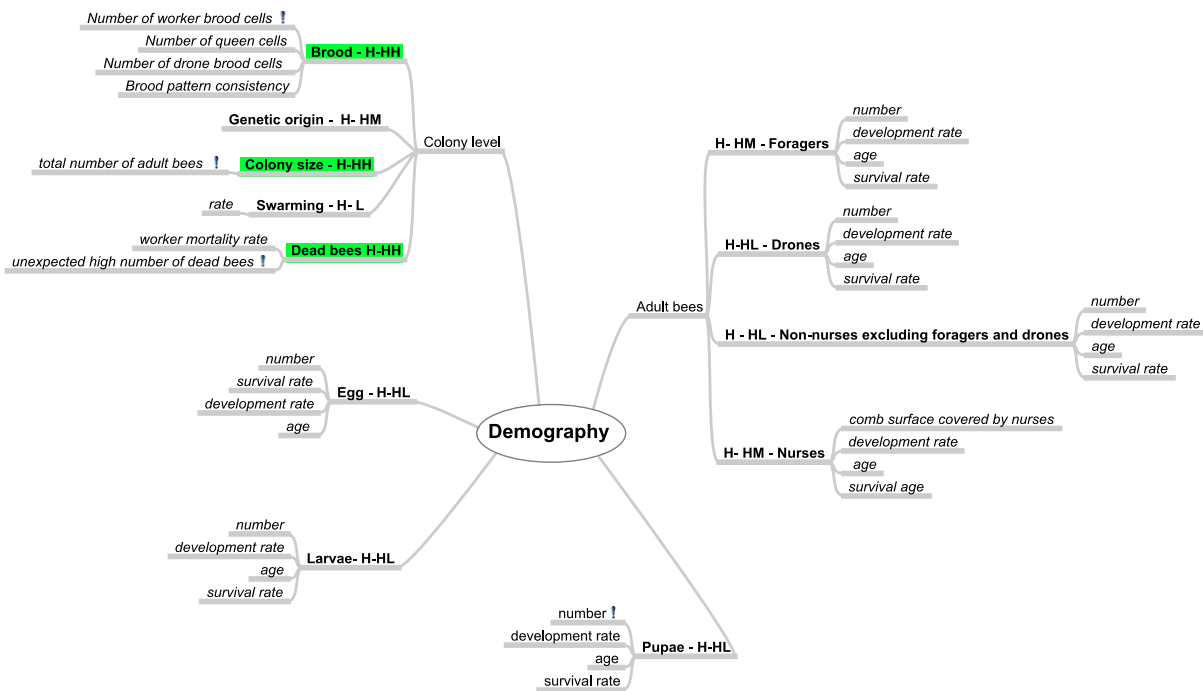 Number of worker brood cells
Number of queen cells
Number of drone brood cells
Brood pattern consistency
Brood - H-HH
Genetic origin - H- HM
total number of adult bees
Colony size - H-HH
rate
Swarming - H- L
worker mortality rate
unexpected high number of dead bees
Dead bees H-HH
Colony level
number
survival rate
development rate
age
Egg - H-HL
Demography
number
development rate
age
survival rate
Larvae- H-HL
number
development rate
age
survival rate
Pupae - H-HL
Adult bees
H- HM - Foragers
number
development rate
age
survival rate
H-HL - Drones
number
development rate
age
survival rate
H - HL - Non-nurses excluding foragers and drones
number
development rate
age
survival rate
H- HM - Nurses
comb surface covered by nurses
development rate
age
survival age